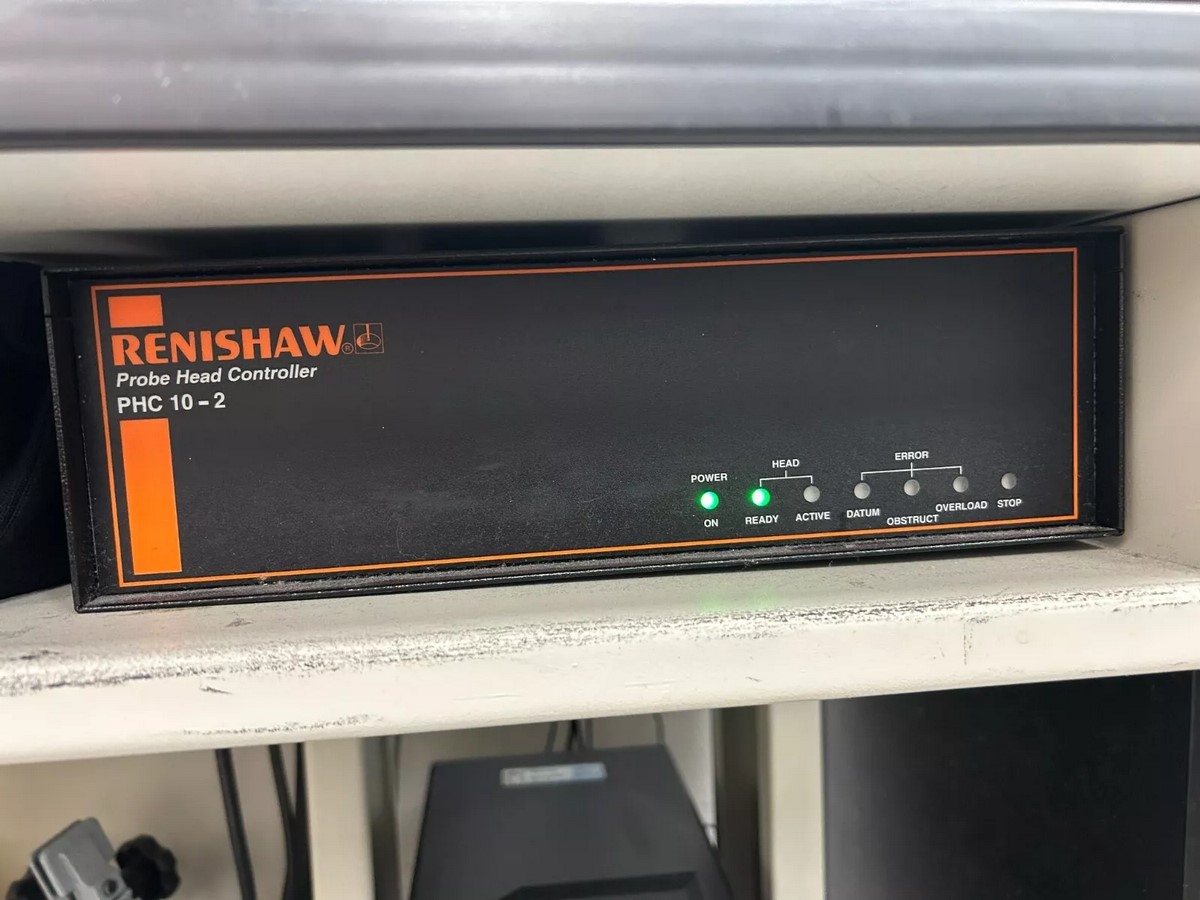 RENISHAW®
Probe Head Controller
PHC 10-2
POWER
ON
HEAD
READY
ACTIVE
ERROR
DATUM
OBSTRUCT
OVERLOAD
STOP